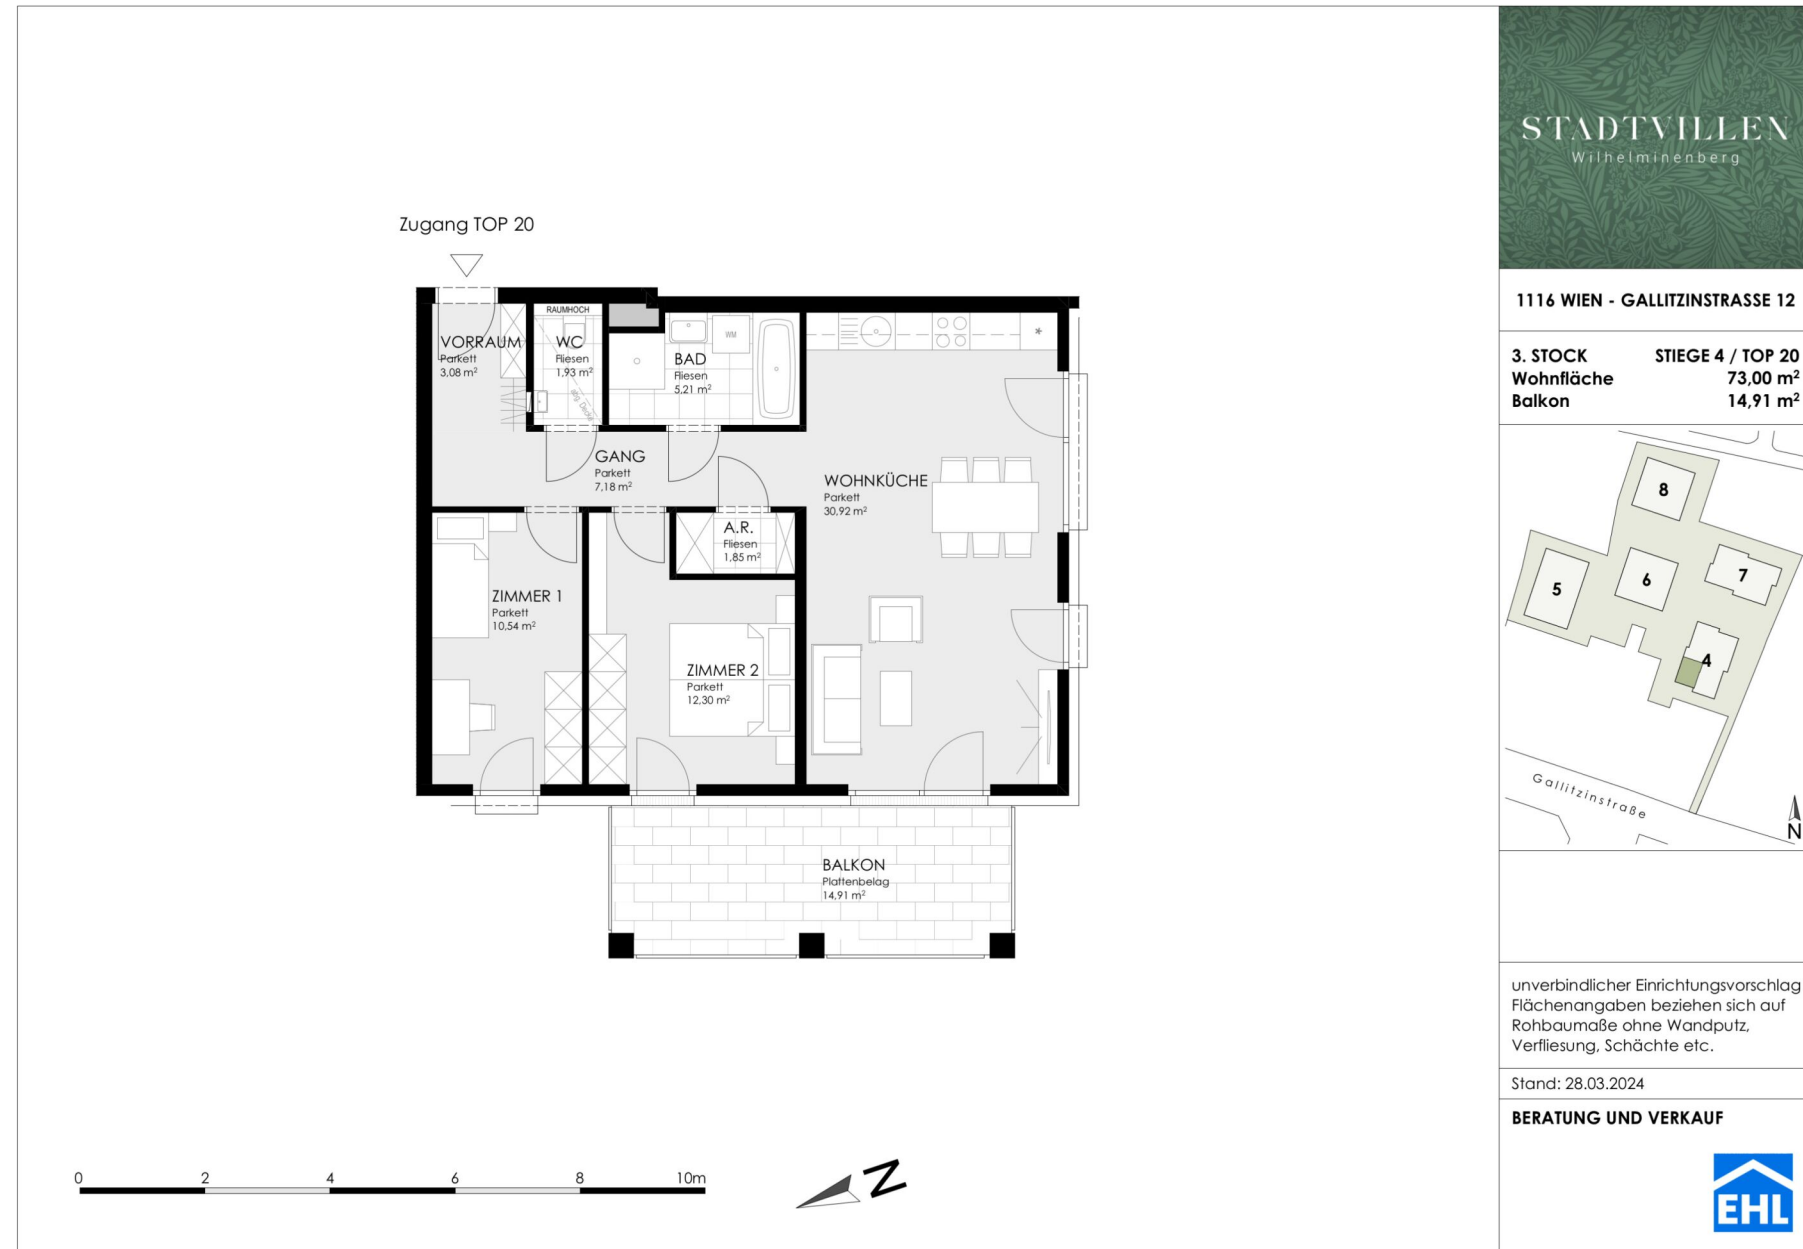 Zugang TOP 20
RAUMHOCH
VORRAUM
Parkett
3,08 m²
WC
Fliesen
1,93 m²
abg. Decke
WM
BAD
Fliesen
5,21 m²
*
GANG
Parkett
7,18 m²
WOHNKÜCHE
Parkett
30,92 m²
A.R.
Fliesen
1,85 m²
ZIMMER 1
Parkett
10,54 m²
ZIMMER 2
Parkett
12,30 m²
BALKON
Plattenbelag
14,91 m²
0 2 4 6 8 10m
N
STADTVILLEN
Wilhelminenberg
1116 WIEN - GALLITZINSTRASSE 12
3. STOCK STIEGE 4 / TOP 20
Wohnfläche 73,00 m²
Balkon 14,91 m²
8
5
6
7
4
Gallitzinstraße
N
unverbindlicher Einrichtungsvorschlag
Flächenangaben beziehen sich auf
Rohbaumaße ohne Wandputz,
Verfliesung, Schächte etc.
Stand: 28.03.2024
BERATUNG UND VERKAUF
EHL